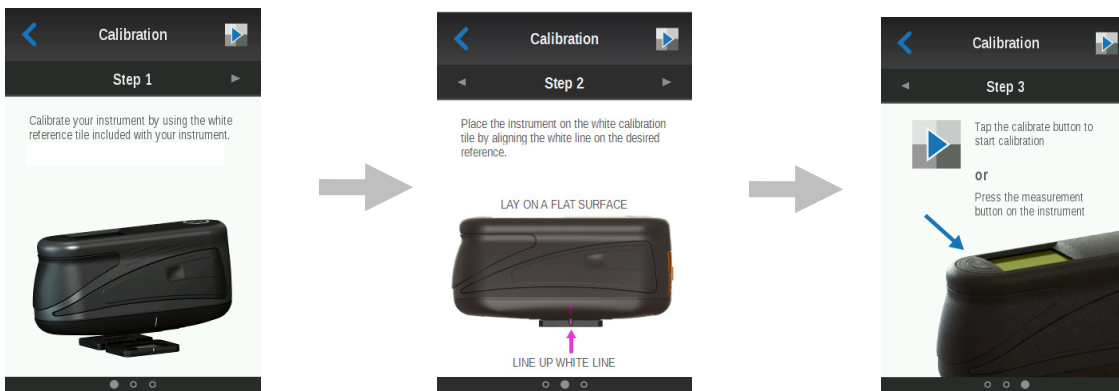 Calibration
Step 1
Calibrate your instrument by using the white
reference tile included with your instrument.
Calibration
Step 2
Place the instrument on the white calibration
tile by aligning the white line on the desired
reference.
LAY ON A FLAT SURFACE
LINE UP WHITE LINE
Calibration
Step 3
Tap the calibrate button to
start calibration
or
Press the measurement
button on the instrument